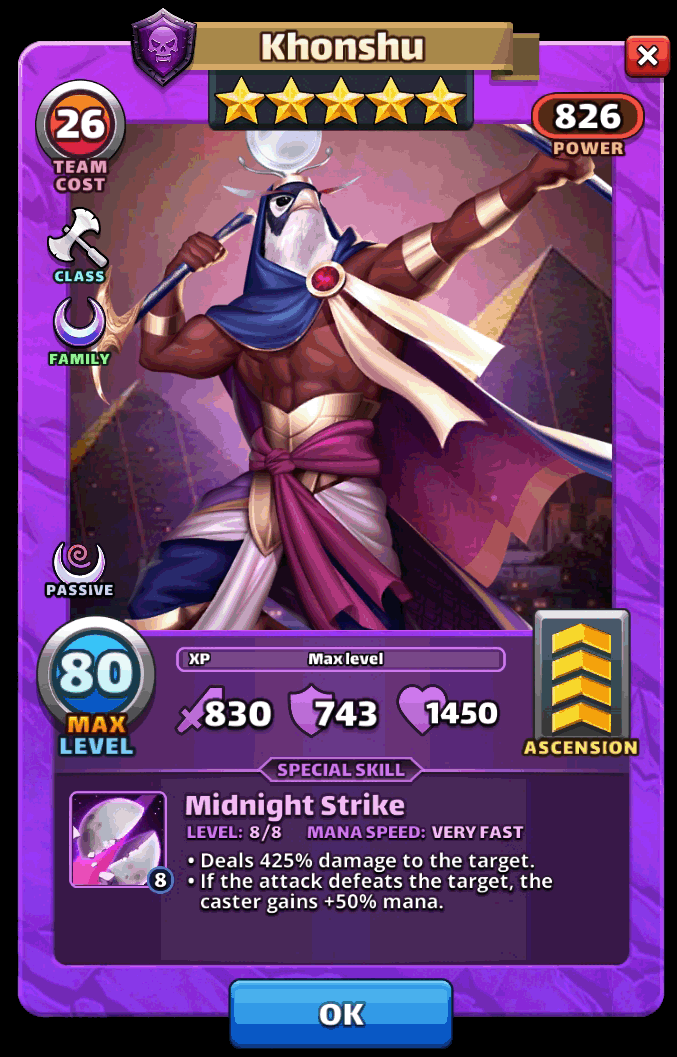 Khonshu
26
TEAM
COST
826
POWER
CLASS
FAMILY
PASSIVE
80
MAX
LEVEL
XP Max level
830 743 1450
ASCENSION
SPECIAL SKILL
Midnight Strike
LEVEL: 8/8 MANA SPEED: VERY FAST
8
• Deals 425% damage to the target.
• If the attack defeats the target, the
caster gains +50% mana.
OK